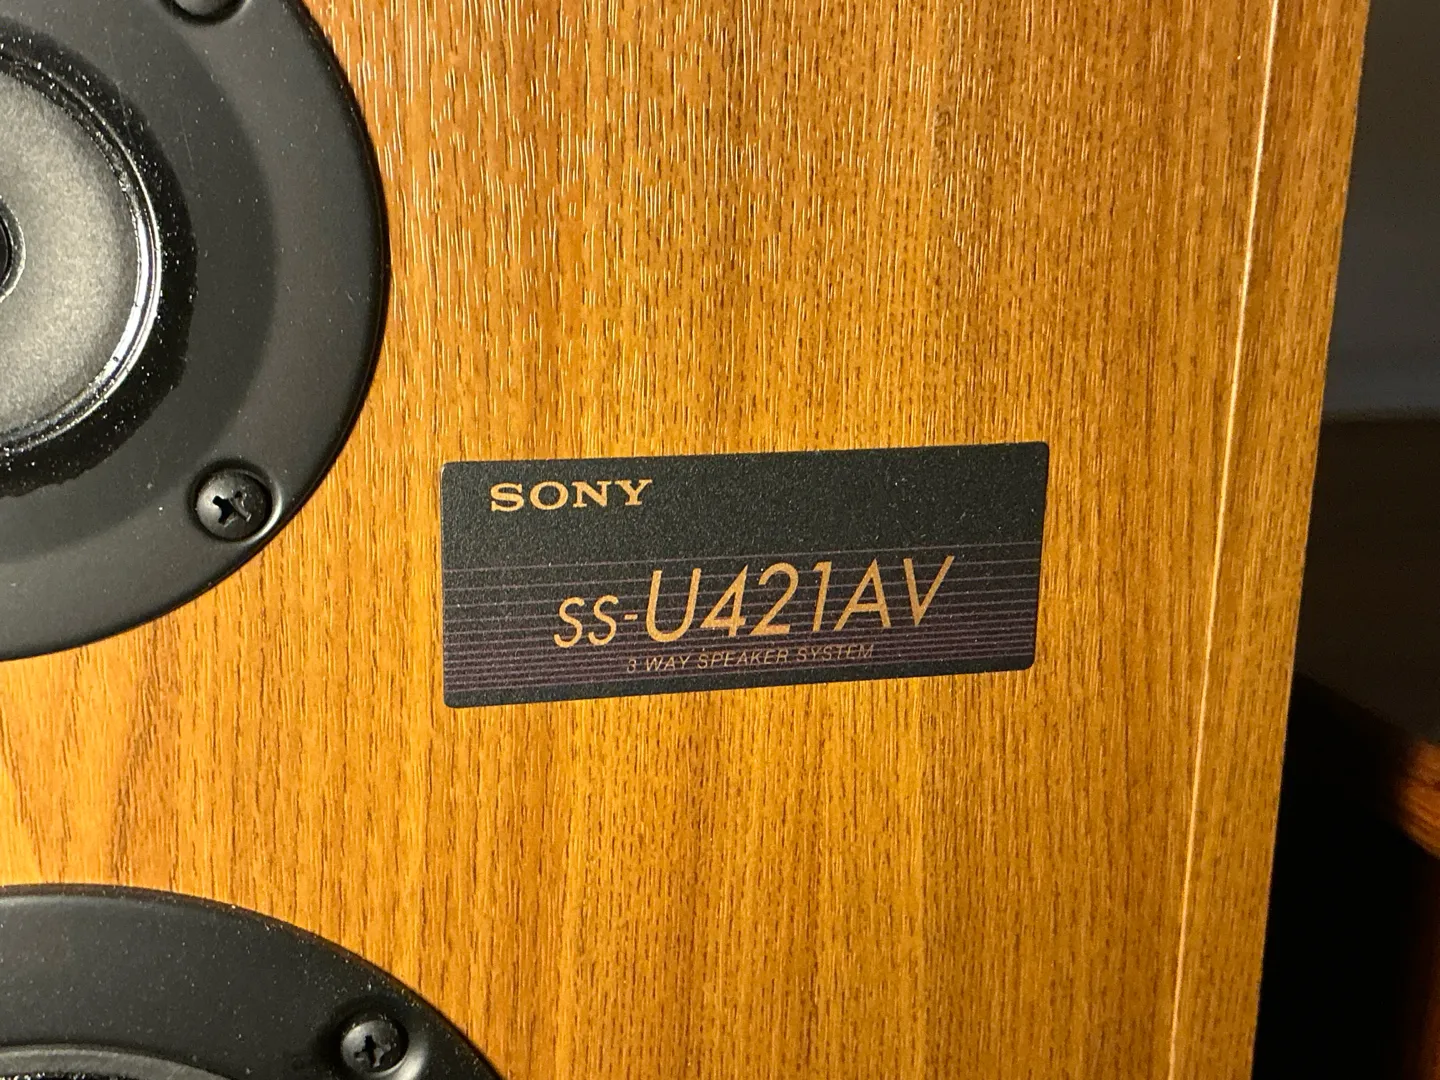 SONY
SS-U421AV
3 WAY SPEAKER SYSTEM